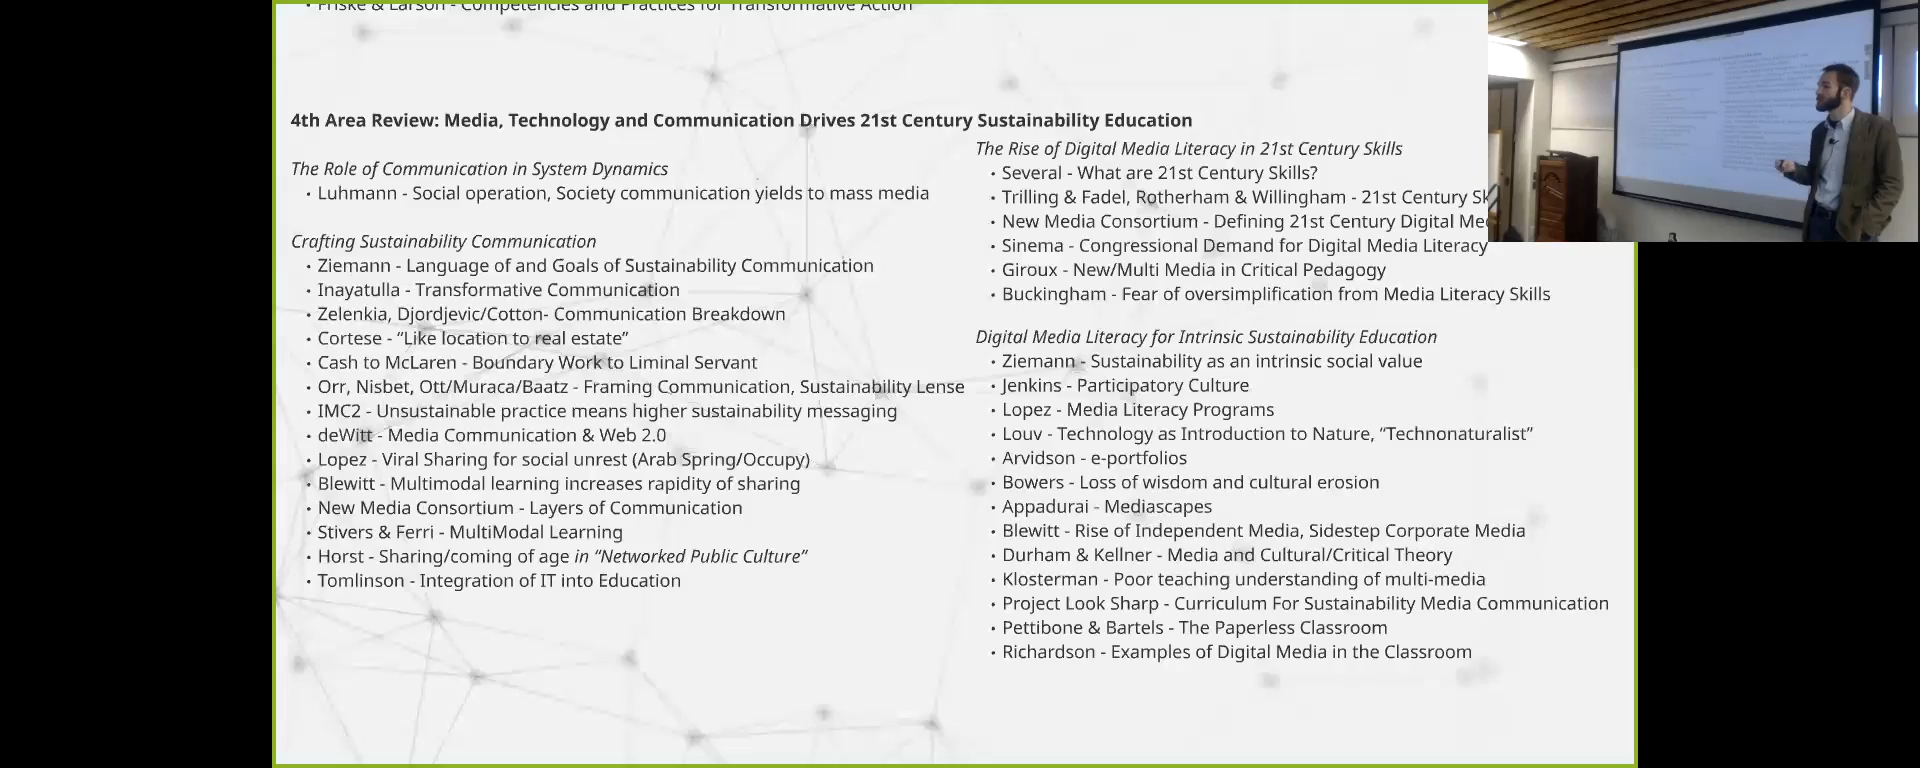 Friske & Larson - Competencies and Practices for Transformative Action
4th Area Review: Media, Technology and Communication Drives 21st Century Sustainability Education
The Role of Communication in System Dynamics
• Luhmann - Social operation, Society communication yields to mass media
Crafting Sustainability Communication
• Ziemann - Language of and Goals of Sustainability Communication
• Inayatulla - Transformative Communication
• Zelenkia, Djordjevic/Cotton- Communication Breakdown
• Cortese - “Like location to real estate”
• Cash to McLaren - Boundary Work to Liminal Servant
• Orr, Nisbet, Ott/Muraca/Baatz - Framing Communication, Sustainability Lense
• IMC2 - Unsustainable practice means higher sustainability messaging
• deWitt - Media Communication & Web 2.0
• Lopez - Viral Sharing for social unrest (Arab Spring/Occupy)
• Blewitt - Multimodal learning increases rapidity of sharing
• New Media Consortium - Layers of Communication
• Stivers & Ferri - MultiModal Learning
• Horst - Sharing/coming of age in “Networked Public Culture”
• Tomlinson - Integration of IT into Education
The Rise of Digital Media Literacy in 21st Century Skills
• Several - What are 21st Century Skills?
• Trilling & Fadel, Rotherham & Willingham - 21st Century Sk
• New Media Consortium - Defining 21st Century Digital Med
• Sinema - Congressional Demand for Digital Media Literacy
• Giroux - New/Multi Media in Critical Pedagogy
• Buckingham - Fear of oversimplification from Media Literacy Skills
Digital Media Literacy for Intrinsic Sustainability Education
• Ziemann - Sustainability as an intrinsic social value
• Jenkins - Participatory Culture
• Lopez - Media Literacy Programs
• Louv - Technology as Introduction to Nature, “Technonaturalist”
• Arvidson - e-portfolios
• Bowers - Loss of wisdom and cultural erosion
• Appadurai - Mediascapes
• Blewitt - Rise of Independent Media, Sidestep Corporate Media
• Durham & Kellner - Media and Cultural/Critical Theory
• Klosterman - Poor teaching understanding of multi-media
• Project Look Sharp - Curriculum For Sustainability Media Communication
• Pettibone & Bartels - The Paperless Classroom
• Richardson - Examples of Digital Media in the Classroom